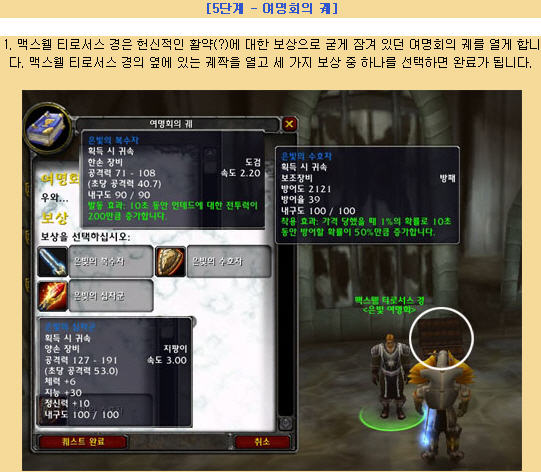 [5단계 - 여명회의 궤]
1. 맥스웰 티로서스 경은 헌신적인 활약(?)에 대한 보상으로 굳게 잠겨 있던 여명회의 궤를 열게 합니
다. 맥스웰 티로서스 경의 옆에 있는 궤짝을 열고 세 가지 보상 중 하나를 선택하면 완료가 됩니다.
여명회의 궤
은빛의 복수자
획득 시 귀속
한손 장비 도검
공격력 71 - 108 속도 2.20
(초당 공격력 40.7)
내구도 90 / 90
발동 효과: 10초 동안 언데드에 대한 전투력이
200만큼 증가합니다.
은빛의 수호자
획득 시 귀속
보조장비 방패
방어도 2121
방어율 39
내구도 100 / 100
착용 효과: 가격 당했을 때 1%의 확률로 10초
동안 방어할 확률이 50%만큼 증가합니다.
여명회
우와...
보상
보상을 선택하십시오:
은빛의 복수자
은빛의 수호자
은빛의 십자군
맥스웰 티로서스 경
<은빛 여명회>
은빛의 십자군
획득 시 귀속
양손 장비 지팡이
공격력 127 - 191 속도 3.00
(초당 공격력 53.0)
체력 +6
지능 +30
정신력 +10
내구도 100 / 100
퀘스트 완료
취소